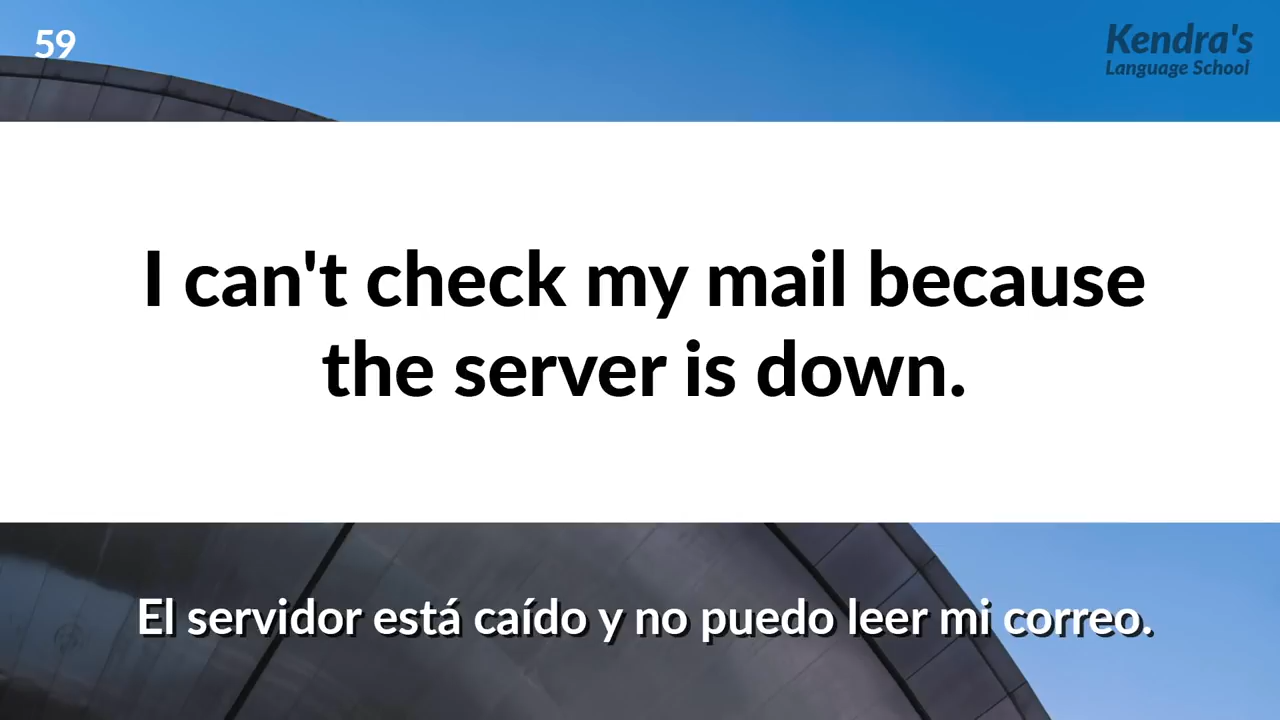 59
Kendra's
Language School
I can't check my mail because
the server is down.
El servidor está caído y no puedo leer mi correo.